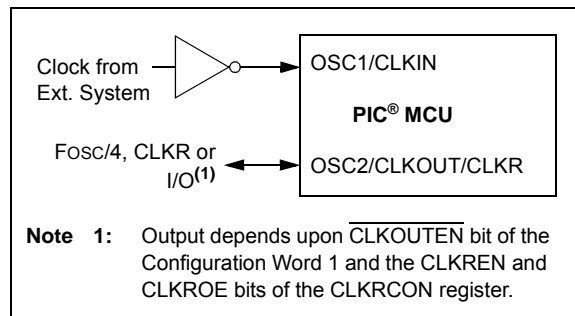 Clock from
Ext. System
OSC1/CLKIN
PIC® MCU
FOSC/4, CLKR or
I/O(1)
OSC2/CLKOUT/CLKR
Note 1: Output depends upon CLKOUTEN bit of the
Configuration Word 1 and the CLKREN and
CLKROE bits of the CLKRCON register.